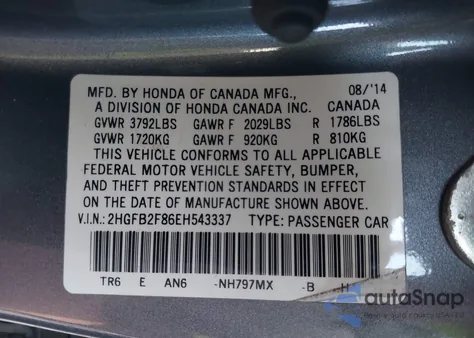 MFD. BY HONDA OF CANADA MFG., 08/'14
A DIVISION OF HONDA CANADA INC. CANADA
GVWR 3792LBS GAWR F 2029LBS R 1786LBS
GVWR 1720KG GAWR F 920KG R 810KG
THIS VEHICLE CONFORMS TO ALL APPLICABLE
FEDERAL MOTOR VEHICLE SAFETY, BUMPER,
AND THEFT PREVENTION STANDARDS IN EFFECT
ON THE DATE OF MANUFACTURE SHOWN ABOVE.
V.I.N.: 2HGFB2F86EH543337 TYPE: PASSENGER CAR
TR6 E AN6 -NH797MX -B -H
autoSnap